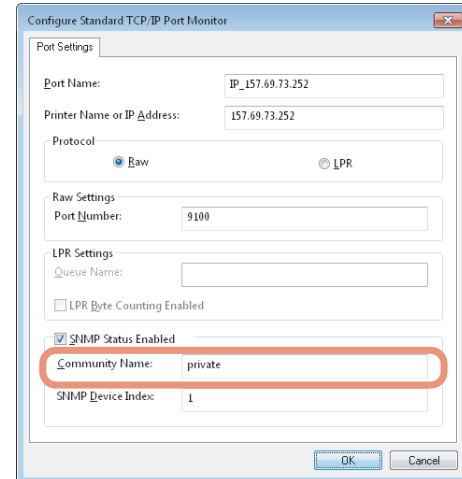 Configure Standard TCP/IP Port Monitor
Port Settings
Port Name: IP_157.69.73.252
Printer Name or IP Address: 157.69.73.252
Protocol
Raw LPR
Raw Settings
Port Number: 9100
LPR Settings
Queue Name:
LPR Byte Counting Enabled
SNMP Status Enabled
Community Name: private
SNMP Device Index: 1
OK Cancel